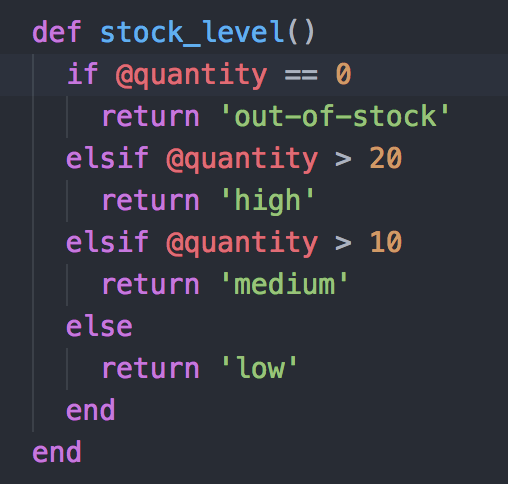 def stock_level()
  if @quantity == 0
    return 'out-of-stock'
  elsif @quantity > 20
    return 'high'
  elsif @quantity > 10
    return 'medium'
  else
    return 'low'
  end
end